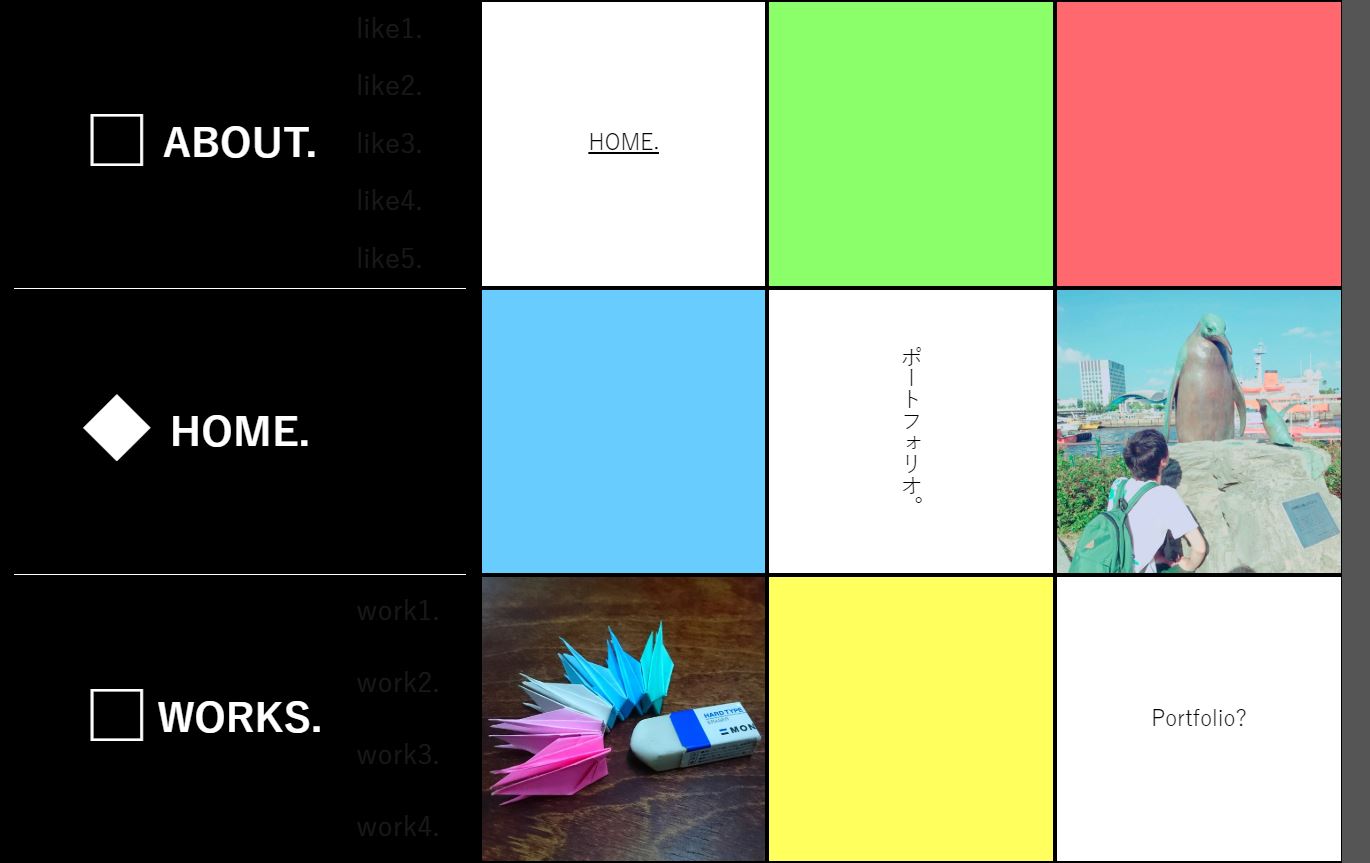 like1.
like2.
ABOUT.
like3.
like4.
like5.
HOME.
work1.
work2.
WORKS.
work3.
work4.
HOME.
ポートフォリオ。
HARD TYPE
ERASER
MON
Portfolio?